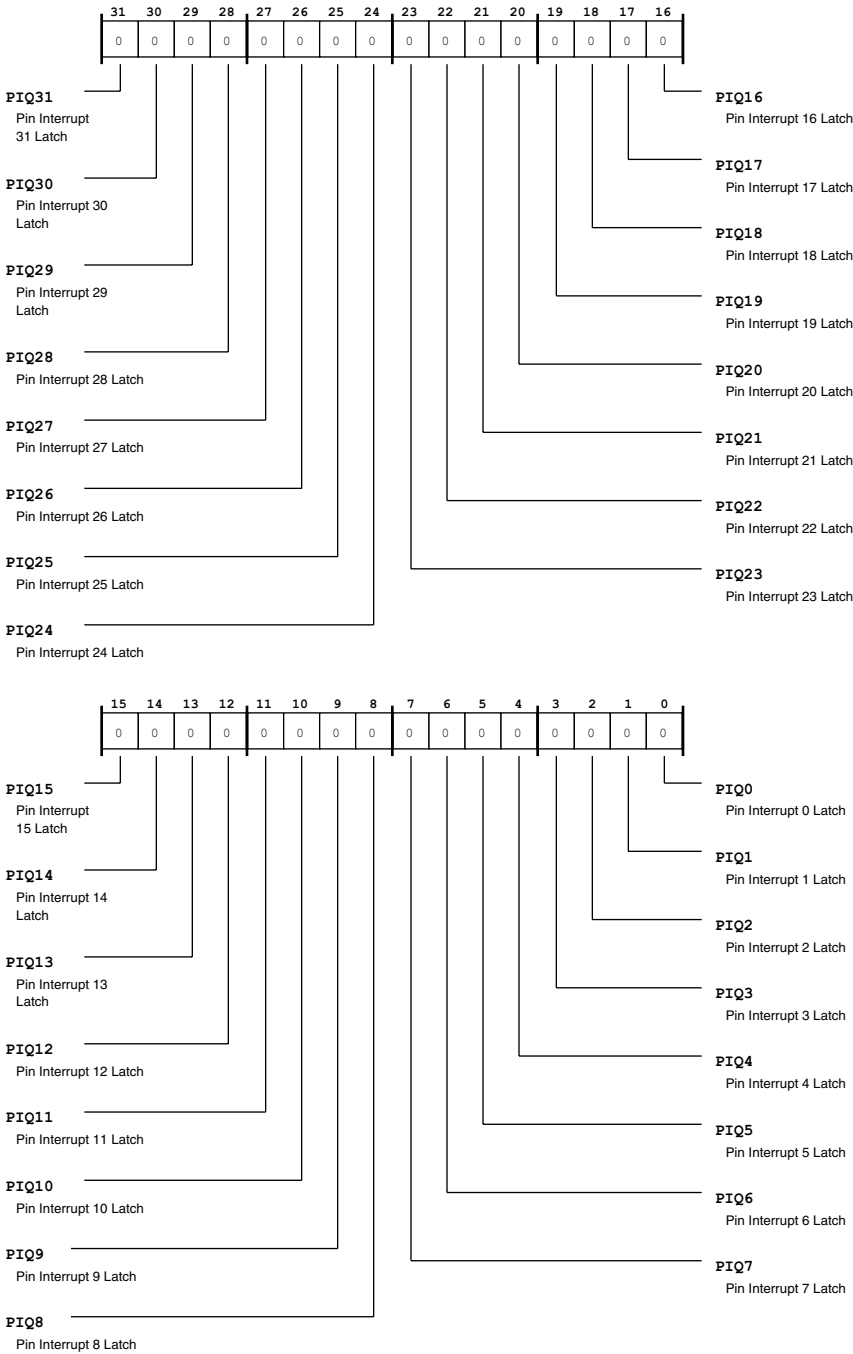 31 30 29 28 27 26 25 24 23 22 21 20 19 18 17 16
0 0 0 0 0 0 0 0 0 0 0 0 0 0 0 0
PIQ31
Pin Interrupt
31 Latch
PIQ30
Pin Interrupt 30
Latch
PIQ29
Pin Interrupt 29
Latch
PIQ28
Pin Interrupt 28 Latch
PIQ27
Pin Interrupt 27 Latch
PIQ26
Pin Interrupt 26 Latch
PIQ25
Pin Interrupt 25 Latch
PIQ24
Pin Interrupt 24 Latch
PIQ16
Pin Interrupt 16 Latch
PIQ17
Pin Interrupt 17 Latch
PIQ18
Pin Interrupt 18 Latch
PIQ19
Pin Interrupt 19 Latch
PIQ20
Pin Interrupt 20 Latch
PIQ21
Pin Interrupt 21 Latch
PIQ22
Pin Interrupt 22 Latch
PIQ23
Pin Interrupt 23 Latch
15 14 13 12 11 10 9 8 7 6 5 4 3 2 1 0
0 0 0 0 0 0 0 0 0 0 0 0 0 0 0 0
PIQ15
Pin Interrupt
15 Latch
PIQ14
Pin Interrupt 14
Latch
PIQ13
Pin Interrupt 13
Latch
PIQ12
Pin Interrupt 12 Latch
PIQ11
Pin Interrupt 11 Latch
PIQ10
Pin Interrupt 10 Latch
PIQ9
Pin Interrupt 9 Latch
PIQ8
Pin Interrupt 8 Latch
PIQ0
Pin Interrupt 0 Latch
PIQ1
Pin Interrupt 1 Latch
PIQ2
Pin Interrupt 2 Latch
PIQ3
Pin Interrupt 3 Latch
PIQ4
Pin Interrupt 4 Latch
PIQ5
Pin Interrupt 5 Latch
PIQ6
Pin Interrupt 6 Latch
PIQ7
Pin Interrupt 7 Latch